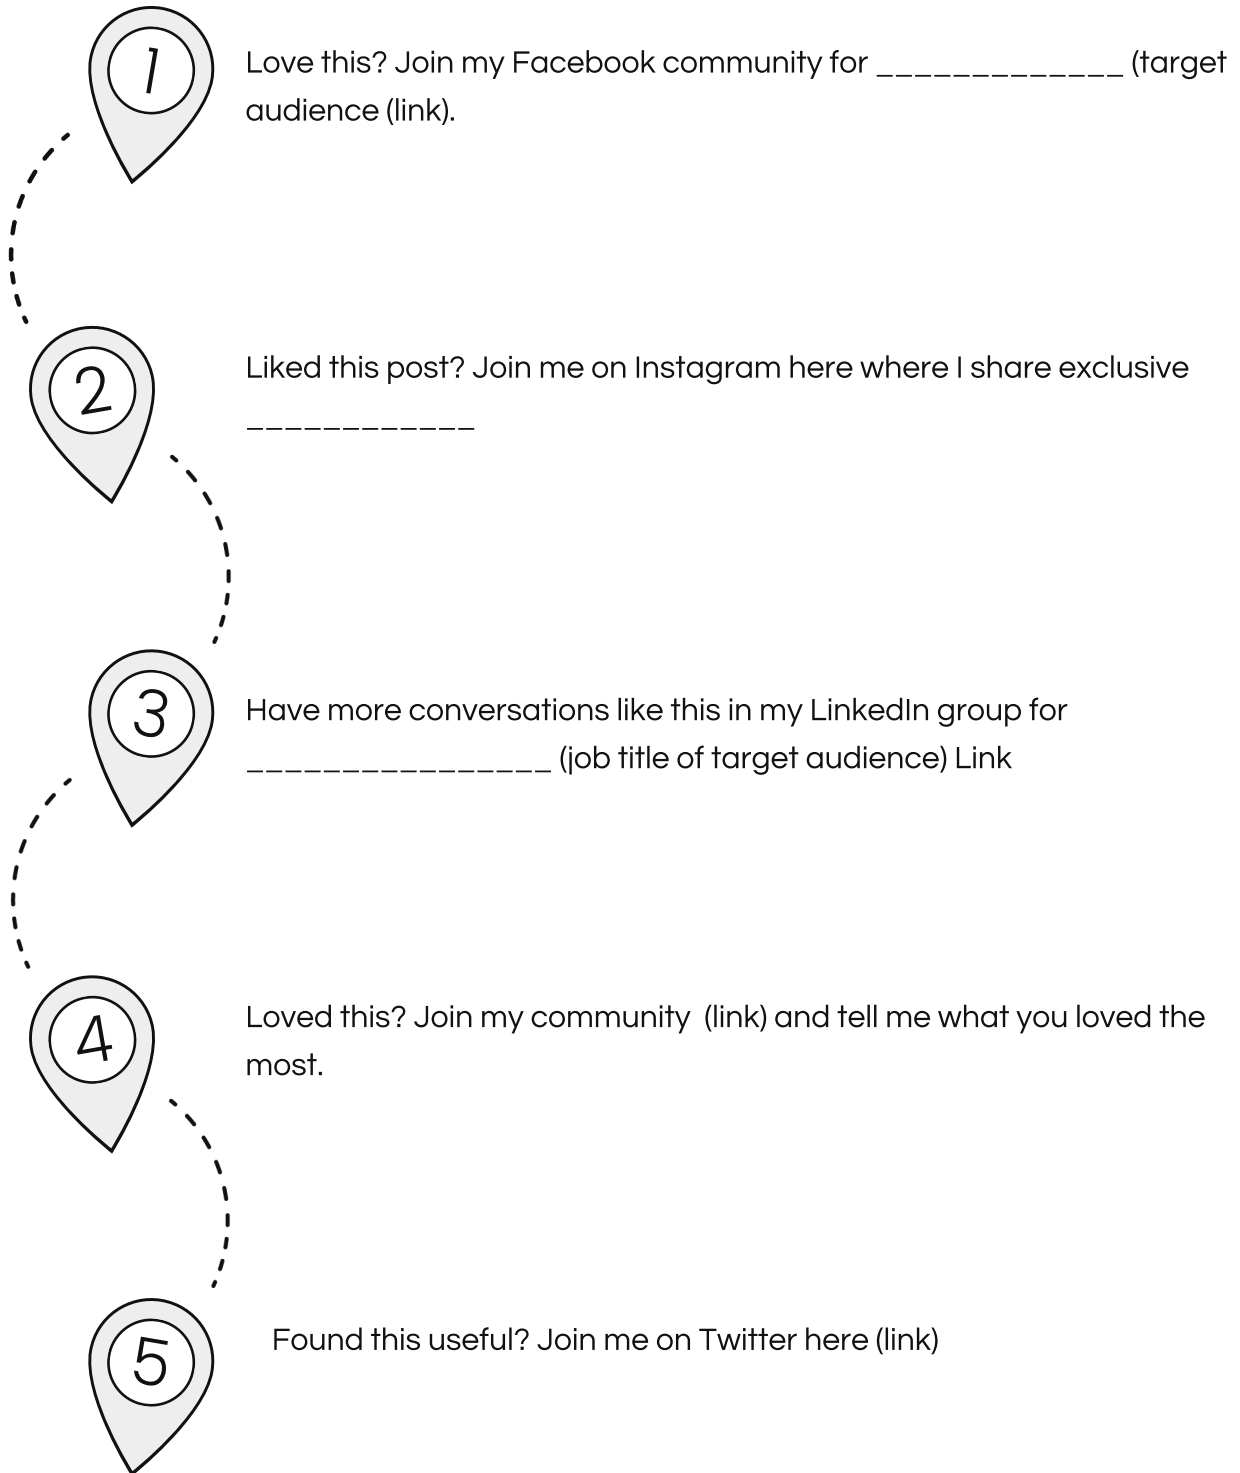 1
Love this? Join my Facebook community for _____________ (target
audience (link).
2
Liked this post? Join me on Instagram here where I share exclusive
____________
3
Have more conversations like this in my LinkedIn group for
________________ (job title of target audience) Link
4
Loved this? Join my community  (link) and tell me what you loved the
most.
5
Found this useful? Join me on Twitter here (link)